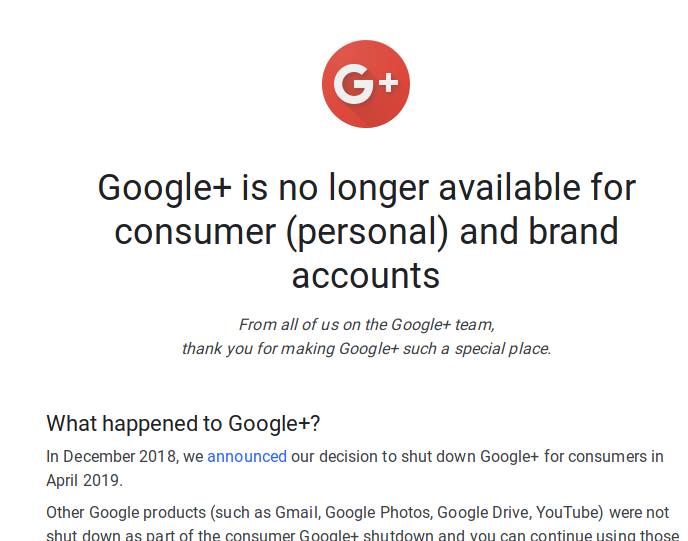 G+
Google+ is no longer available for
consumer (personal) and brand
accounts
From all of us on the Google+ team,
thank you for making Google+ such a special place.
What happened to Google+?
In December 2018, we announced our decision to shut down Google+ for consumers in
April 2019.
Other Google products (such as Gmail, Google Photos, Google Drive, YouTube) were not
shut down as part of the consumer Google+ shutdown and you can continue using those